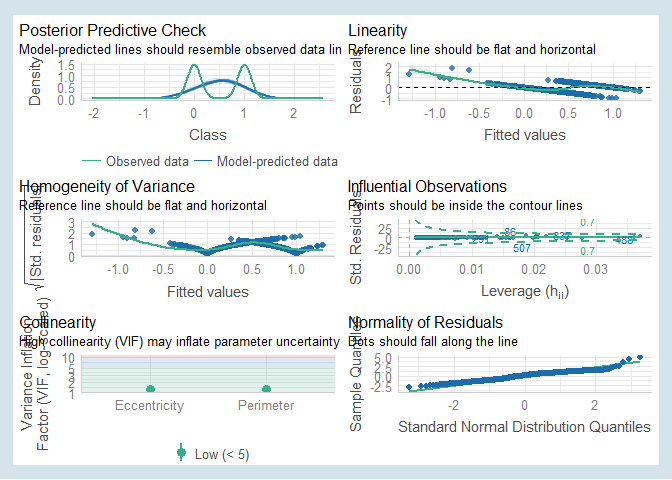 Posterior Predictive Check
Model-predicted lines should resemble observed data lin
Density
1.5
1.0
0.5
0.0
-2 -1 0 1 2
Class
Observed data Model-predicted data
Linearity
Reference line should be flat and horizontal
Residuals
2
1
0
-1
-1.0 -0.5 0.0 0.5 1.0
Fitted values
Homogeneity of Variance
Reference line should be flat and horizontal
√|Std. residuals|
3
2
1
0
-1.0 -0.5 0.0 0.5 1.0
Fitted values
Influential Observations
Points should be inside the contour lines
Std. Residuals
25
0
-25
0.7
507
0.7
0.00 0.01 0.02 0.03
Leverage (hii)
Collinearity
High collinearity (VIF) may inflate parameter uncertainty
Variance Inflation
Factor (VIF, log-scaled)
10
5
3
2
1
Eccentricity Perimeter
Low (< 5)
Normality of Residuals
Dots should fall along the line
Sample Quantiles
5.0
2.5
0.0
-2.5
-2 0 2
Standard Normal Distribution Quantiles